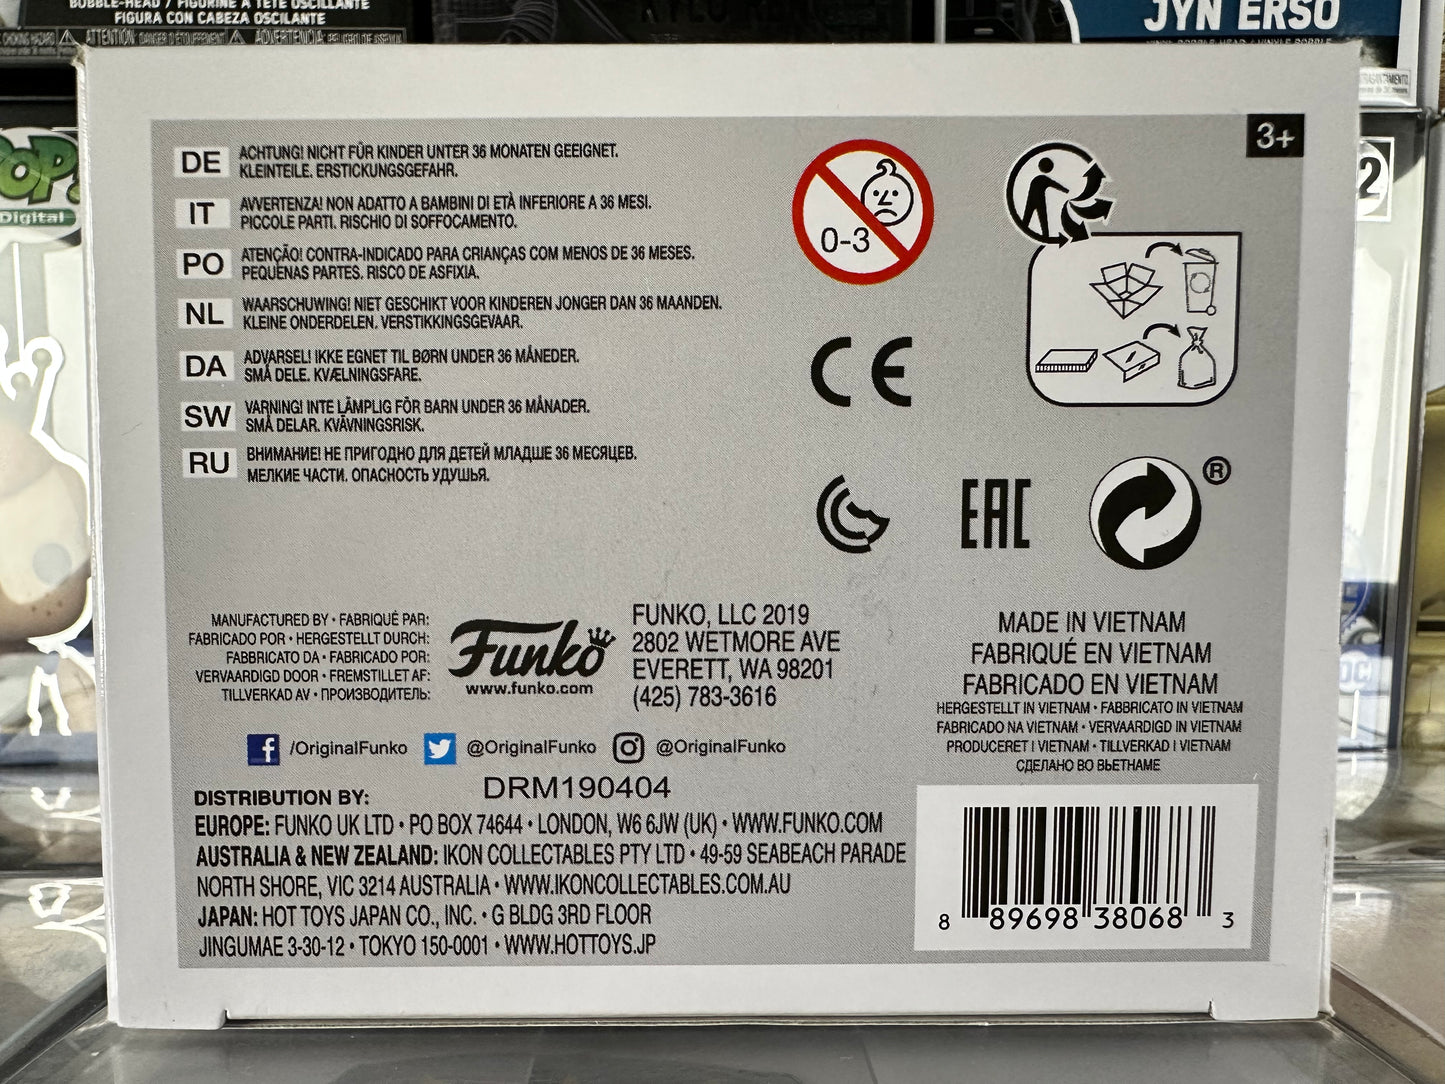 BOBBLE-HEAD / FIGURINE À TÊTE OSCILLANTE
FIGURA CON CABEZA OSCILANTE
JYN ERSO
POP!
Digital
2
3+
DE ACHTUNG! NICHT FÜR KINDER UNTER 36 MONATEN GEEIGNET.
KLEINTEILE. ERSTICKUNGSGEFAHR.
IT AVVERTENZA! NON ADATTO A BAMBINI DI ETÀ INFERIORE A 36 MESI.
PICCOLE PARTI. RISCHIO DI SOFFOCAMENTO.
PO ATENÇÃO! CONTRA-INDICADO PARA CRIANÇAS COM MENOS DE 36 MESES.
PEQUENAS PARTES. RISCO DE ASFIXIA.
NL WAARSCHUWING! NIET GESCHIKT VOOR KINDEREN JONGER DAN 36 MAANDEN.
KLEINE ONDERDELEN. VERSTIKKINGSGEVAAR.
DA ADVARSEL! IKKE EGNET TIL BØRN UNDER 36 MÅNEDER.
SMÅ DELE. KVÆLNINGSFARE.
SW VARNING! INTE LÄMPLIG FÖR BARN UNDER 36 MÅNADER.
SMÅ DELAR. KVÄVNINGSRISK.
RU ВНИМАНИЕ! НЕ ПРИГОДНО ДЛЯ ДЕТЕЙ МЛАДШЕ 36 МЕСЯЦЕВ.
МЕЛКИЕ ЧАСТИ. ОПАСНОСТЬ УДУШЬЯ.
0-3
CE
EAC
®
MANUFACTURED BY • FABRIQUÉ PAR:
FABRICADO POR • HERGESTELLT DURCH:
FABBRICATO DA • FABRICADO POR:
VERVAARDIGD DOOR • FREMSTILLET AF:
TILLVERKAD AV • ПРОИЗВОДИТЕЛЬ:
Funko
www.funko.com
FUNKO, LLC 2019
2802 WETMORE AVE
EVERETT, WA 98201
(425) 783-3616
MADE IN VIETNAM
FABRIQUÉ EN VIETNAM
FABRICADO EN VIETNAM
HERGESTELLT IN VIETNAM • FABBRICATO IN VIETNAM
FABRICADO NA VIETNAM • VERVAARDIGD IN VIETNAM
PRODUCERET I VIETNAM • TILLVERKAD I VIETNAM
СДЕЛАНО ВО ВЬЕТНАМЕ
/OriginalFunko @OriginalFunko @OriginalFunko
DRM190404
DISTRIBUTION BY:
EUROPE: FUNKO UK LTD • PO BOX 74644 • LONDON, W6 6JW (UK) • WWW.FUNKO.COM
AUSTRALIA & NEW ZEALAND: IKON COLLECTABLES PTY LTD • 49-59 SEABEACH PARADE
NORTH SHORE, VIC 3214 AUSTRALIA • WWW.IKONCOLLECTABLES.COM.AU
JAPAN: HOT TOYS JAPAN CO., INC. • G BLDG 3RD FLOOR
JINGUMAE 3-30-12 • TOKYO 150-0001 • WWW.HOTTOYS.JP
8 89698 38068 3